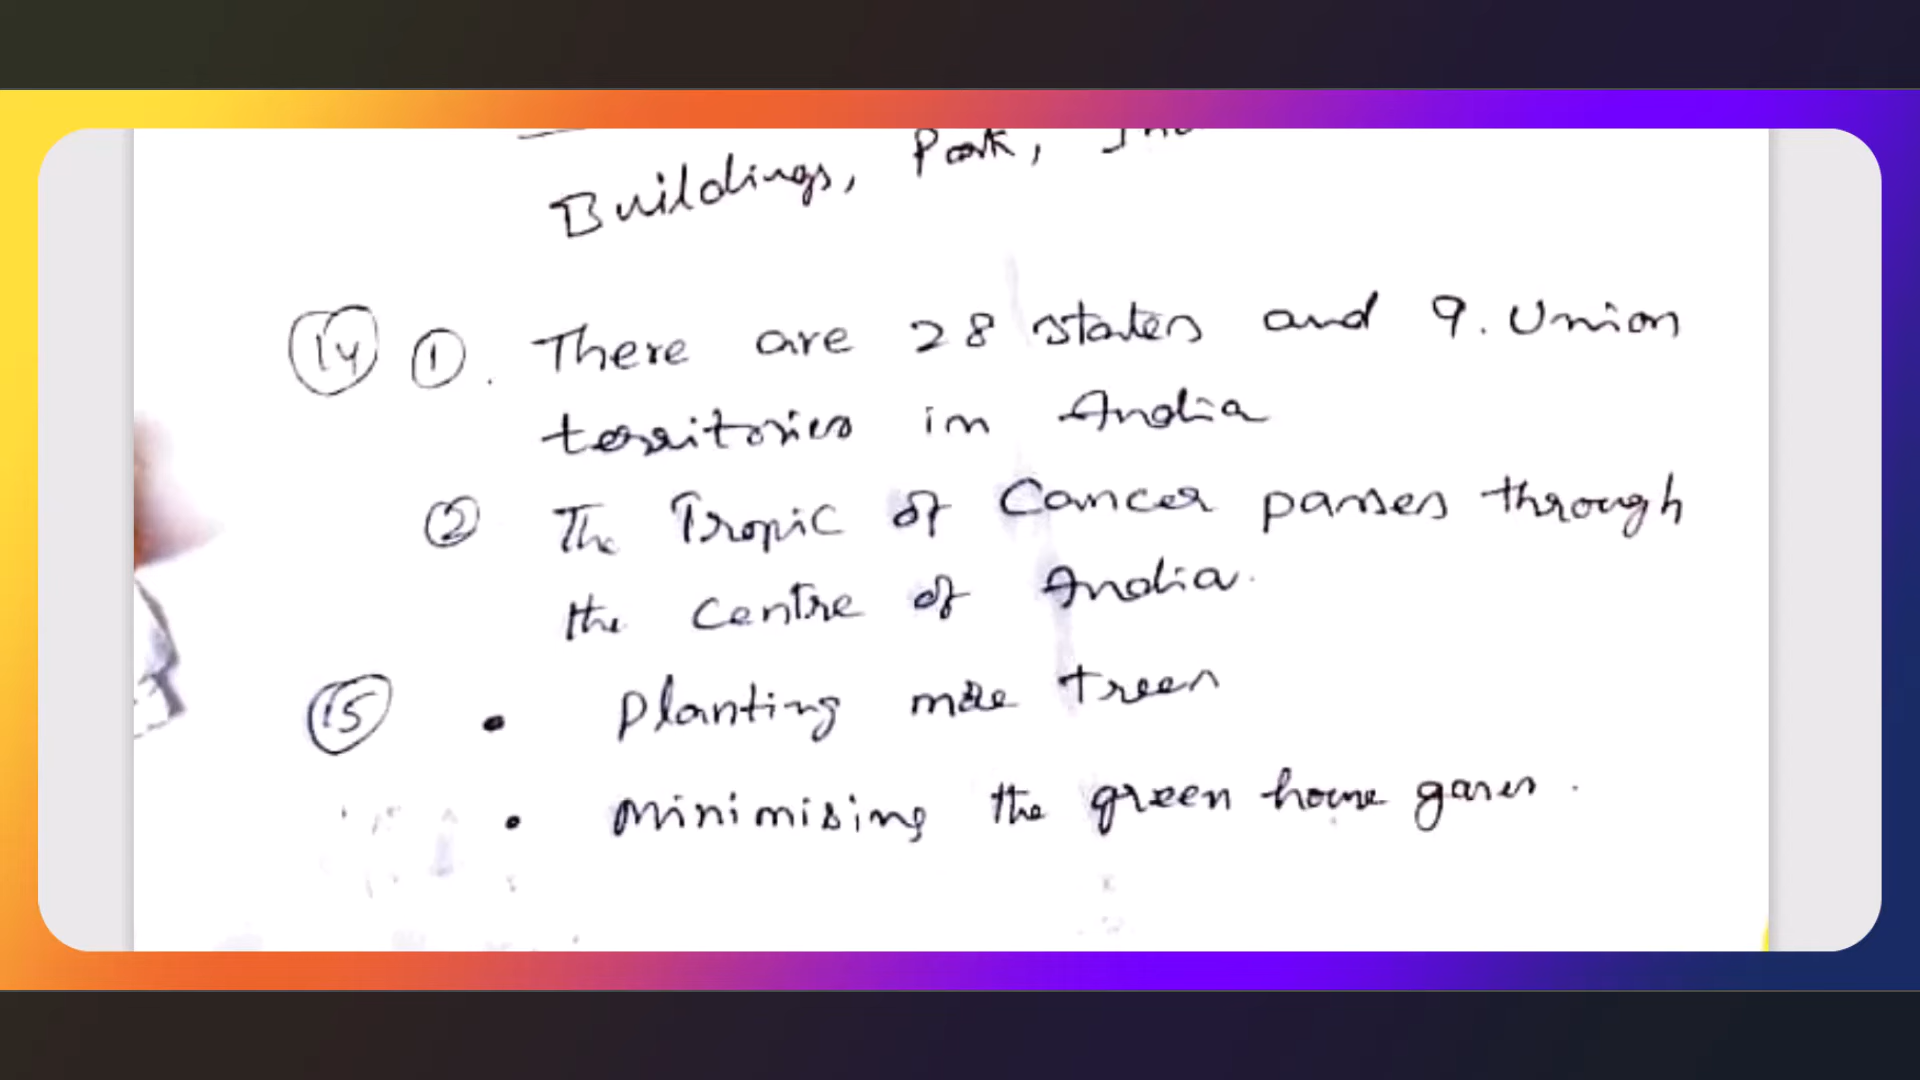 Buildings, Park,
14 1. There are 28 states and 9. Union
territories in India
2 The Tropic of Cancer passes through
the centre of India.
15 • Planting more trees
• Minimising the green house gases.